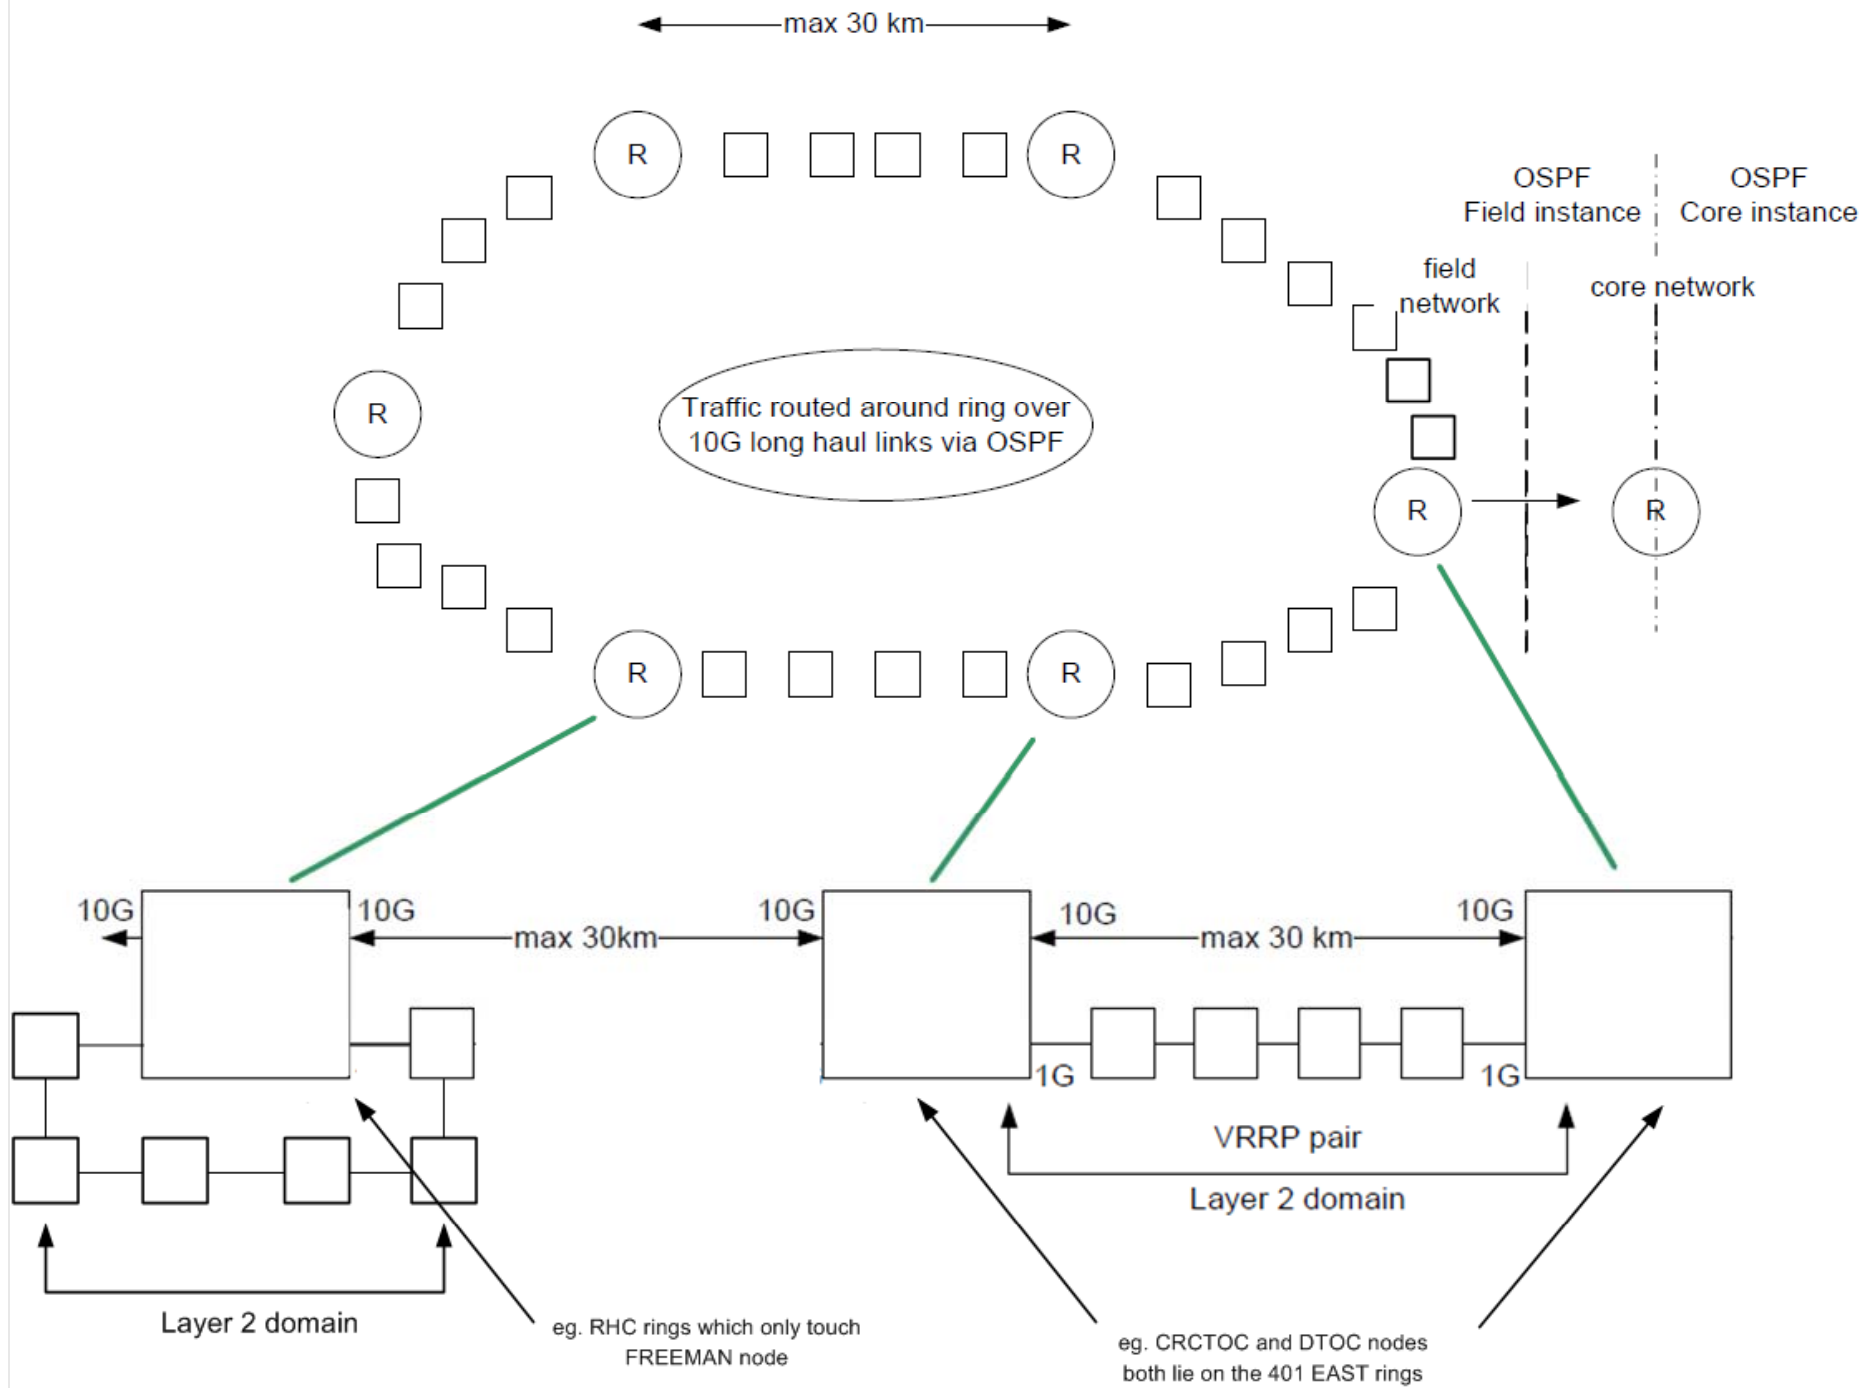 max 30 km
R
R
OSPF
Field instance
OSPF
Core instance
field
network
core network
R
Traffic routed around ring over
10G long haul links via OSPF
R
R
R
R
10G
10G
max 30km
10G
10G
max 30 km
10G
1G
1G
VRRP pair
Layer 2 domain
Layer 2 domain
eg. RHC rings which only touch
FREEMAN node
eg. CRCTOC and DTOC nodes
both lie on the 401 EAST rings